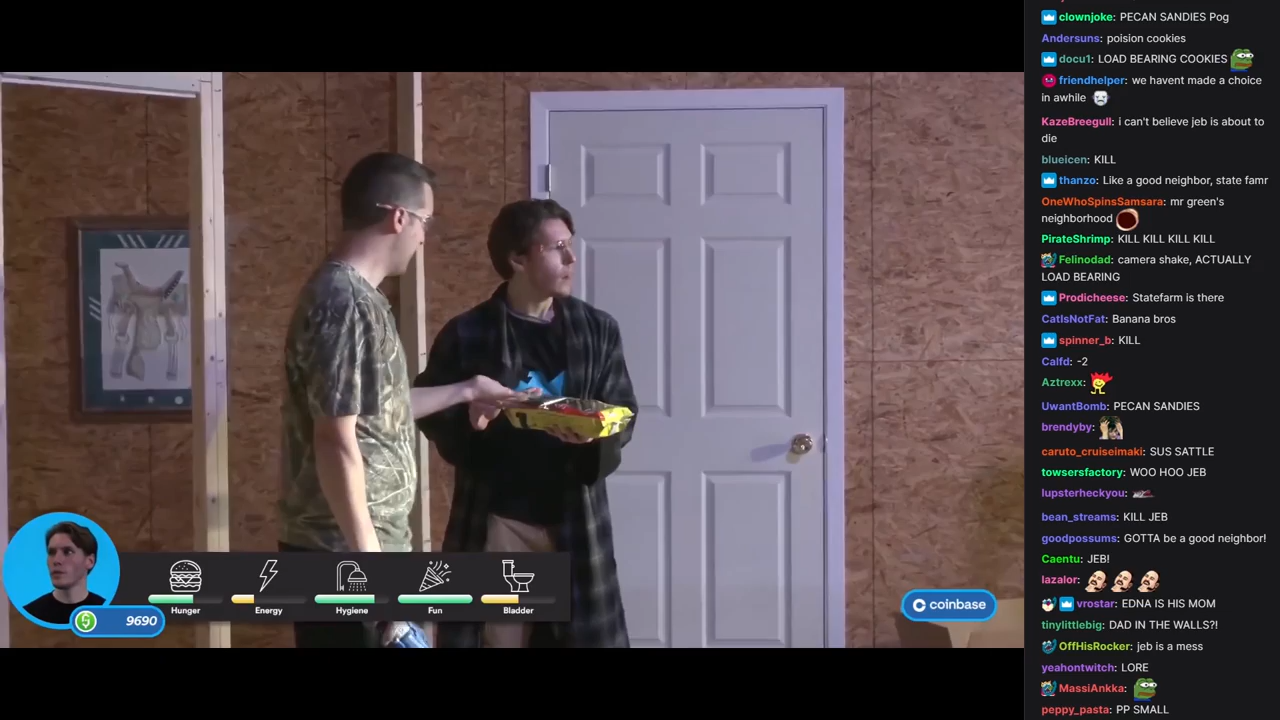 clownjoke: PECAN SANDIES Pog
Andersuns: poision cookies
docu1: LOAD BEARING COOKIES
friendhelper: we havent made a choice
in awhile
KazeBreegull: i can't believe jeb is about to
die
blueicen: KILL
thanzo: Like a good neighbor, state famr
OneWhoSpinsSamsara: mr green's
neighborhood
PirateShrimp: KILL KILL KILL KILL
Felinodad: camera shake, ACTUALLY
LOAD BEARING
Prodicheese: Statefarm is there
CatIsNotFat: Banana bros
spinner_b: KILL
Calfd: -2
Aztrexx:
UwantBomb: PECAN SANDIES
brendyby:
caruto_cruiseimaki: SUS SATTLE
towsersfactory: WOO HOO JEB
lupsterheckyou:
bean_streams: KILL JEB
goodpossums: GOTTA be a good neighbor!
Caentu: JEB!
lazalor:
vrostar: EDNA IS HIS MOM
tinylittlebig: DAD IN THE WALLS?!
OffHisRocker: jeb is a mess
yeahontwitch: LORE
MassiAnkka:
peppy_pasta: PP SMALL
Hunger
Energy
Hygiene
Fun
Bladder
9690
coinbase